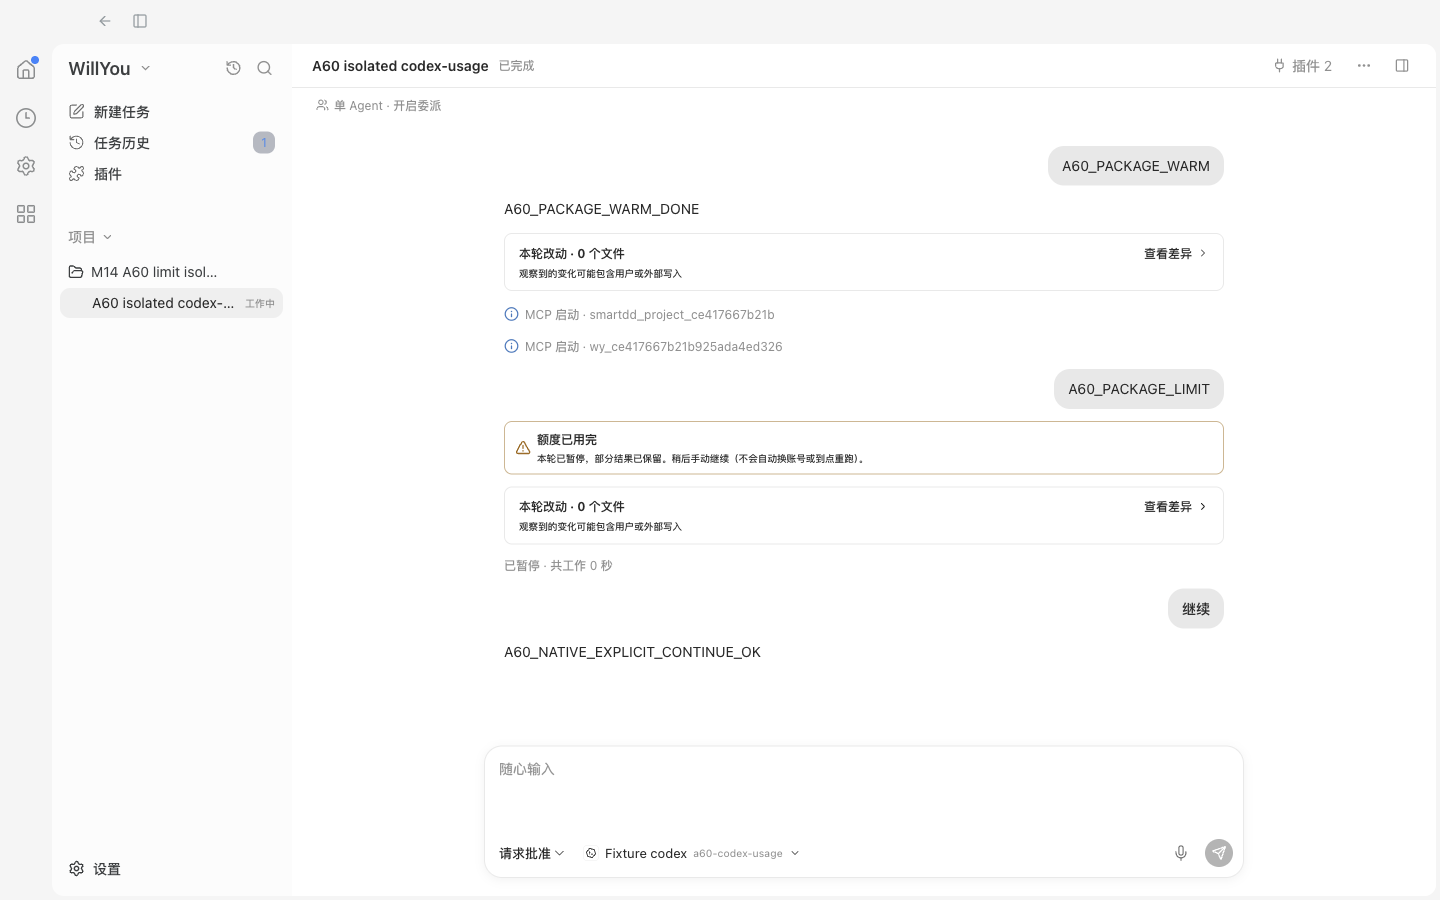 WillYou
新建任务
任务历史 1
插件
项目
M14 A60 limit isol...
A60 isolated codex-... 工作中
设置
A60 isolated codex-usage 已完成
插件 2
单 Agent · 开启委派
A60_PACKAGE_WARM
A60_PACKAGE_WARM_DONE
本轮改动 · 0 个文件 查看差异
观察到的变化可能包含用户或外部写入
MCP 启动 · smartdd_project_ce417667b21b
MCP 启动 · wy_ce417667b21b925ada4ed326
A60_PACKAGE_LIMIT
额度已用完
本轮已暂停，部分结果已保留。稍后手动继续（不会自动换账号或到点重跑）。
本轮改动 · 0 个文件 查看差异
观察到的变化可能包含用户或外部写入
已暂停 · 共工作 0 秒
继续
A60_NATIVE_EXPLICIT_CONTINUE_OK
随心输入
请求批准 Fixture codex a60-codex-usage